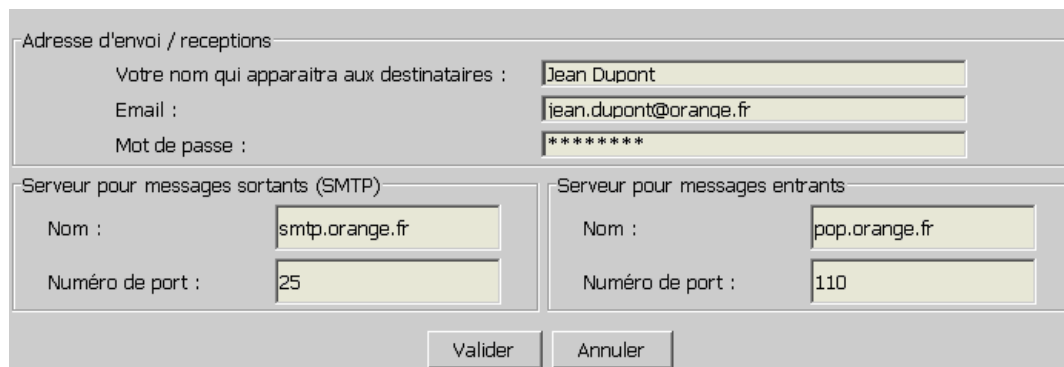 Adresse d'envoi / receptions
Votre nom qui apparaitra aux destinataires : Jean Dupont
Email : jean.dupont@orange.fr
Mot de passe : ********
Serveur pour messages sortants (SMTP)
Nom : smtp.orange.fr
Numéro de port : 25
Serveur pour messages entrants
Nom : pop.orange.fr
Numéro de port : 110
Valider
Annuler